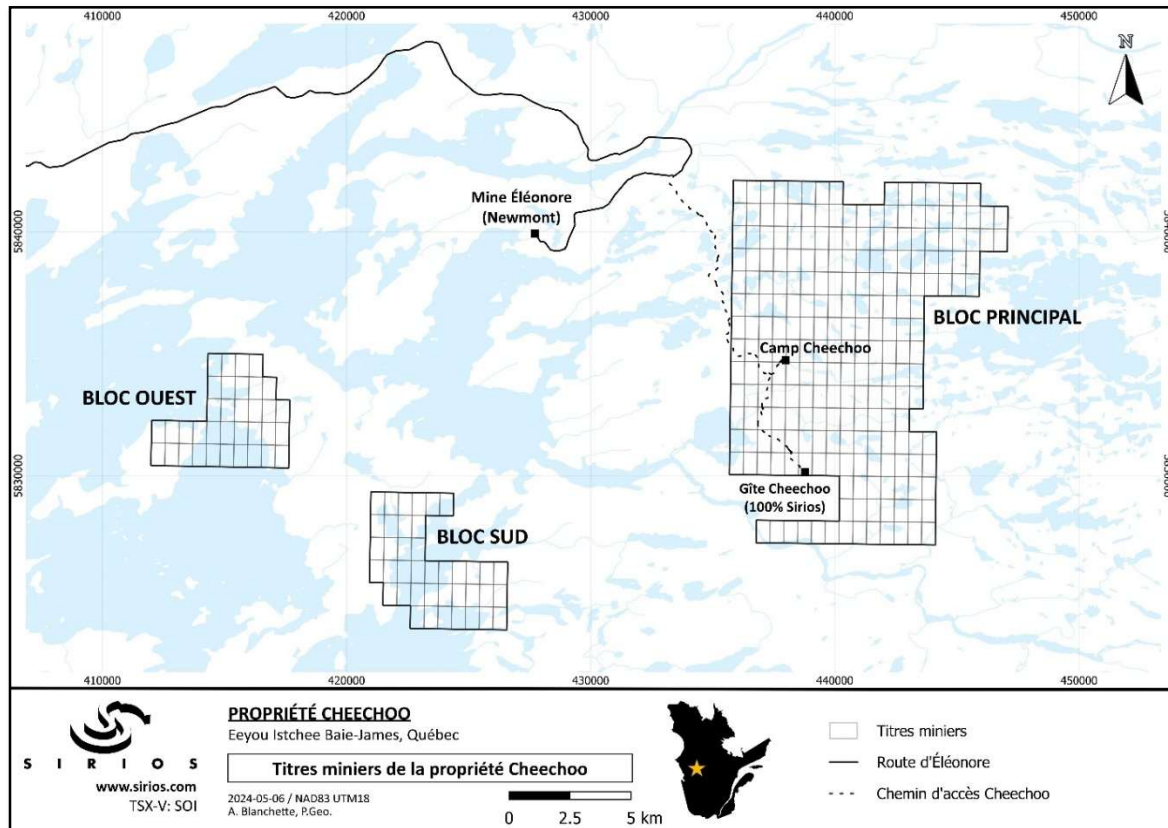 410000
420000
430000
440000
450000
N
Mine Éléonore
(Newmont)
5840000
5840000
BLOC PRINCIPAL
Camp Cheechoo
BLOC OUEST
5830000
5830000
Gîte Cheechoo
(100% Sirios)
BLOC SUD
410000
420000
430000
440000
450000
SIRIOS
www.sirios.com
TSX-V: SOI
PROPRIÉTÉ CHEECHOO
Eeyou Istchee Baie-James, Québec
Titres miniers de la propriété Cheechoo
2024-05-06 / NAD83 UTM18
A. Blanchette, P.Geo.
0 2.5 5 km
Titres miniers
Route d'Éléonore
Chemin d'accès Cheechoo